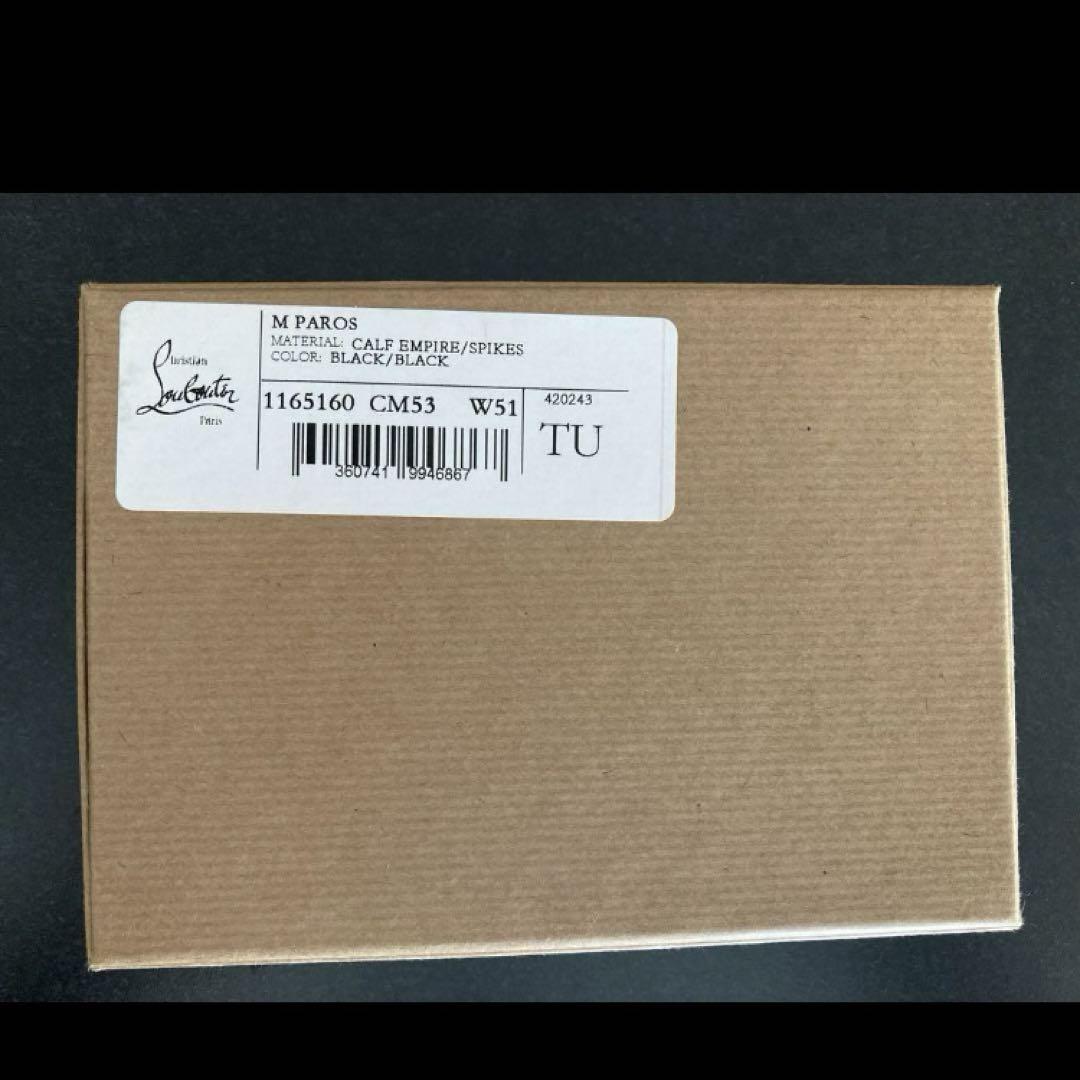 Christian
Louboutin
Paris
M PAROS
MATERIAL: CALF EMPIRE/SPIKES
COLOR: BLACK/BLACK
1165160 CM53 W51
360741 9946867
420243
TU